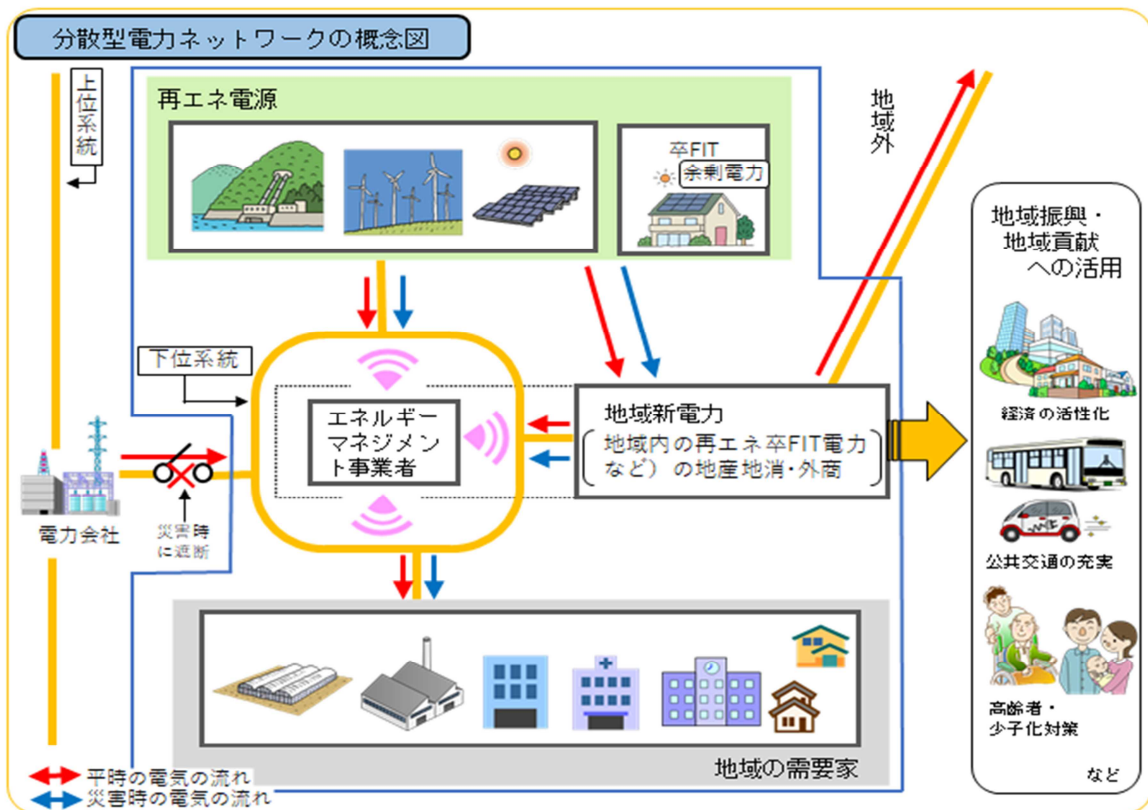 分散型電力ネットワークの概念図
上位系統
再エネ電源
卒FIT
余剰電力
地域外
下位系統
エネルギー
マネジメン
ト事業者
地域新電力
地域内の再エネ卒FIT電力
など）の地産地消・外商
電力会社
災害時
に遮断
地域の需要家
平時の電気の流れ
災害時の電気の流れ
地域振興・
地域貢献
への活用
経済の活性化
公共交通の充実
高齢者・
少子化対策
など